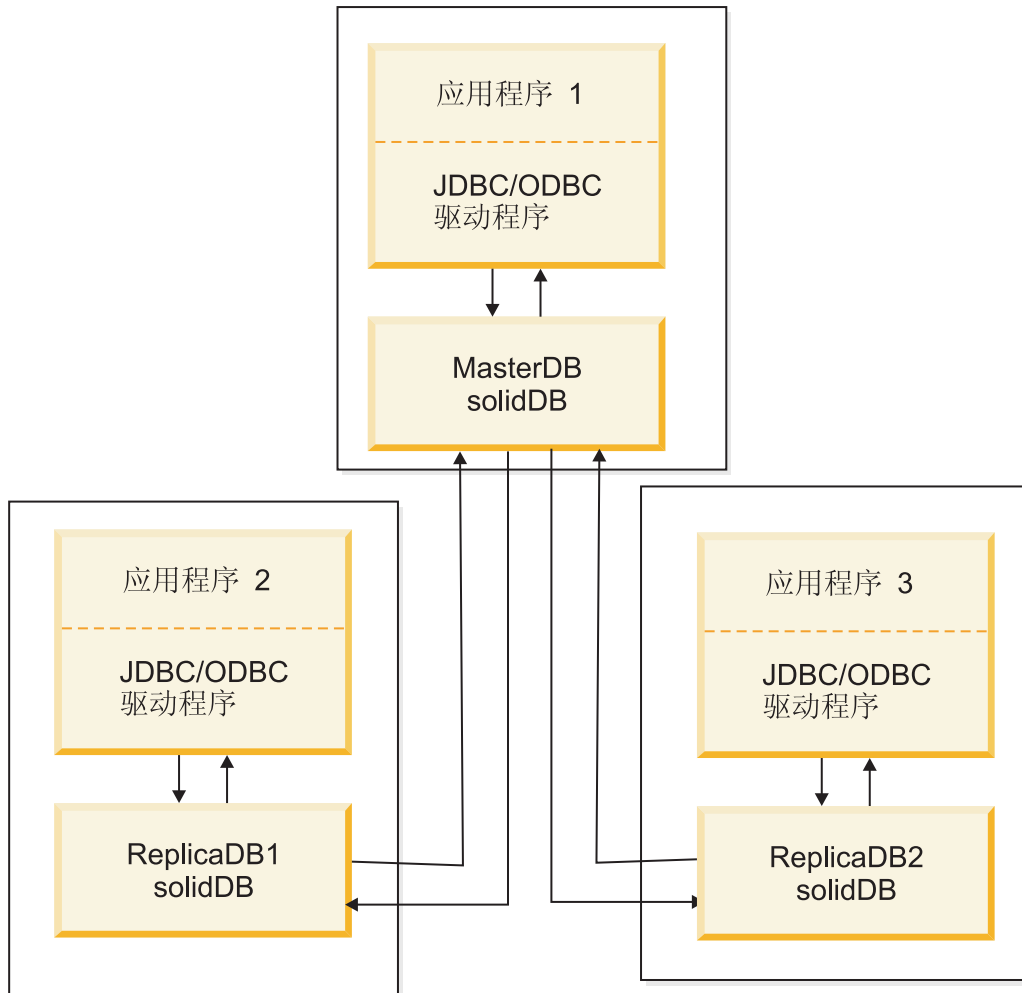 应用程序 1
JDBC/ODBC
驱动程序
MasterDB
solidDB
应用程序 2
JDBC/ODBC
驱动程序
ReplicaDB1
solidDB
应用程序 3
JDBC/ODBC
驱动程序
ReplicaDB2
solidDB